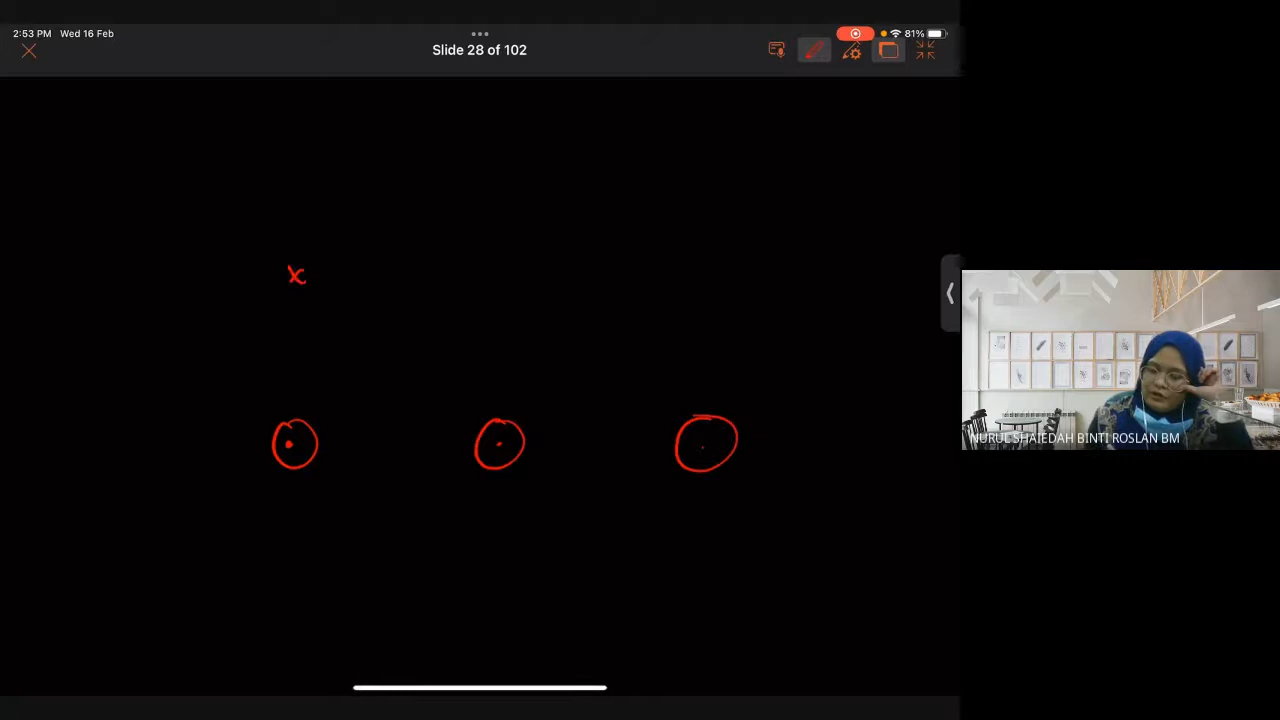 2:53 PM Wed 16 Feb
81%
Slide 28 of 102
x
NURUL SHAIEDAH BINTI ROSLAN BM